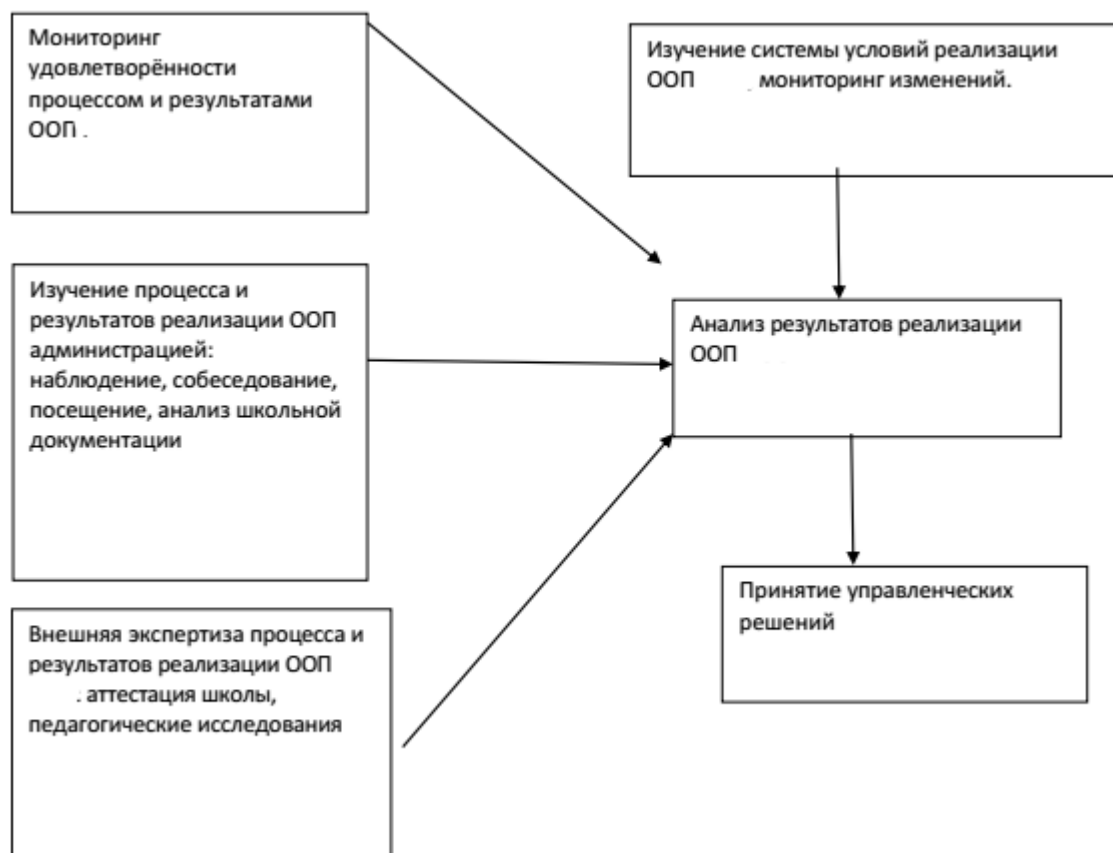 Мониторинг
удовлетворённости
процессом и результатами
ООП .
Изучение системы условий реализации
ООП , мониторинг изменений.
Изучение процесса и
результатов реализации ООП
администрацией:
наблюдение, собеседование,
посещение, анализ школьной
документации
Анализ результатов реализации
ООП
Внешняя экспертиза процесса и
результатов реализации ООП
. аттестация школы,
педагогические исследования
Принятие управленческих
решений